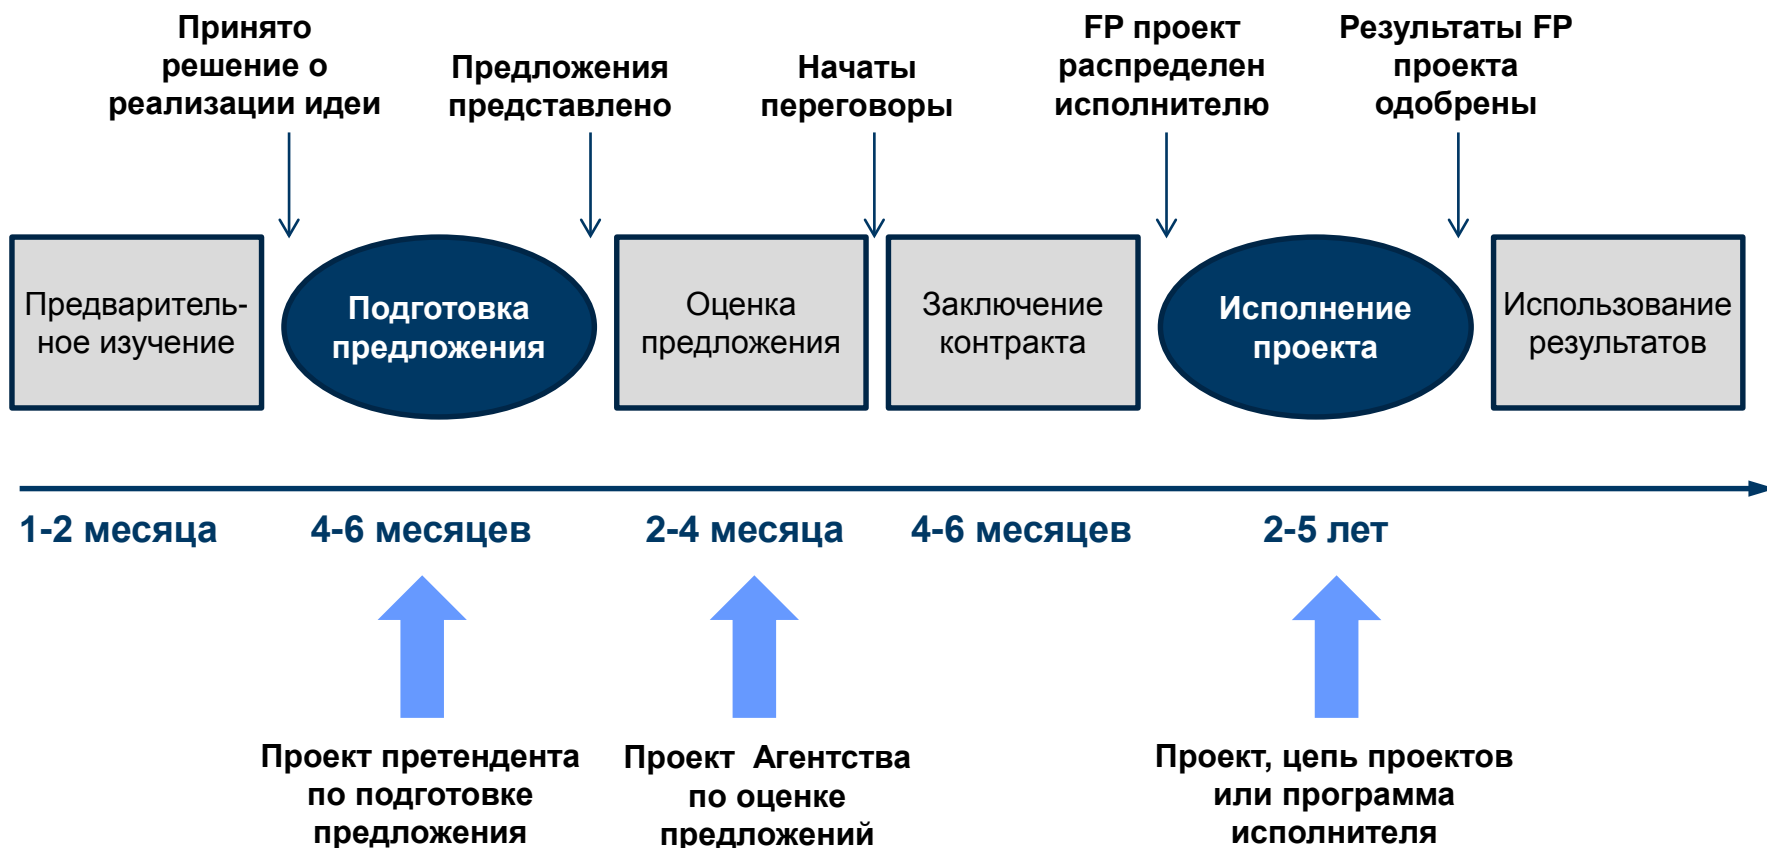 Принято
решение о
реализации идеи
Предложения
представлено
Начаты
переговоры
FP проект
распределен
исполнителю
Результаты FP
проекта
одобрены
Предваритель-
ное изучение
Подготовка
предложения
Оценка
предложения
Заключение
контракта
Исполнение
проекта
Использование
результатов
1-2 месяца
4-6 месяцев
2-4 месяца
4-6 месяцев
2-5 лет
Проект претендента
по подготовке
предложения
Проект Агентства
по оценке
предложений
Проект, цепь проектов
или программа
исполнителя